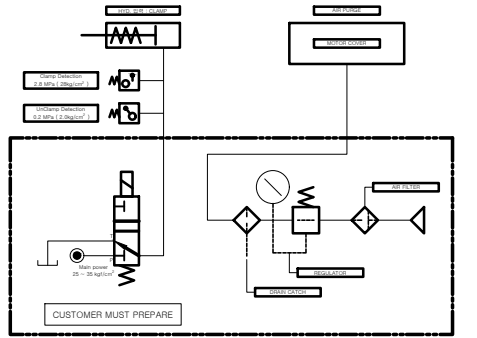 HYD. S/R : CLAMP
AIR PURGE
MOTOR COVER
Clamp Detection
2.8 MPa ( 28kg/cm² )
UnClamp Detection
0.2 MPa ( 2.0kg/cm² )
AIR FILTER
T
P
Main power
25 ~ 35 kgf/cm²
REGULATOR
DRAIN CATCH
CUSTOMER MUST PREPARE